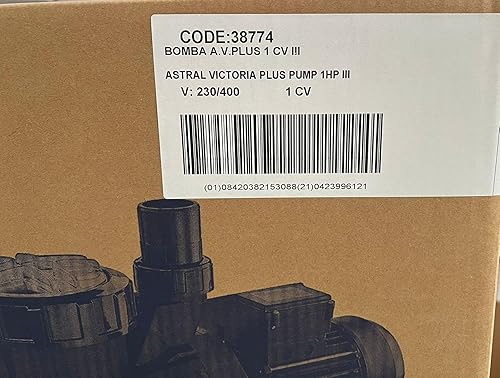 CODE:38774
BOMBA A.V.PLUS 1 CV III
ASTRAL VICTORIA PLUS PUMP 1HP III
V: 230/400 1 CV
(01)08420382153088(21)0423996121